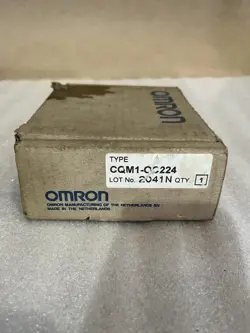 OMRON
TYPE
CQM1-OC224
LOT No. 2041N QTY. 1
OMRON
OMRON MANUFACTURING OF THE NETHERLANDS BV
MADE IN THE NETHERLANDS